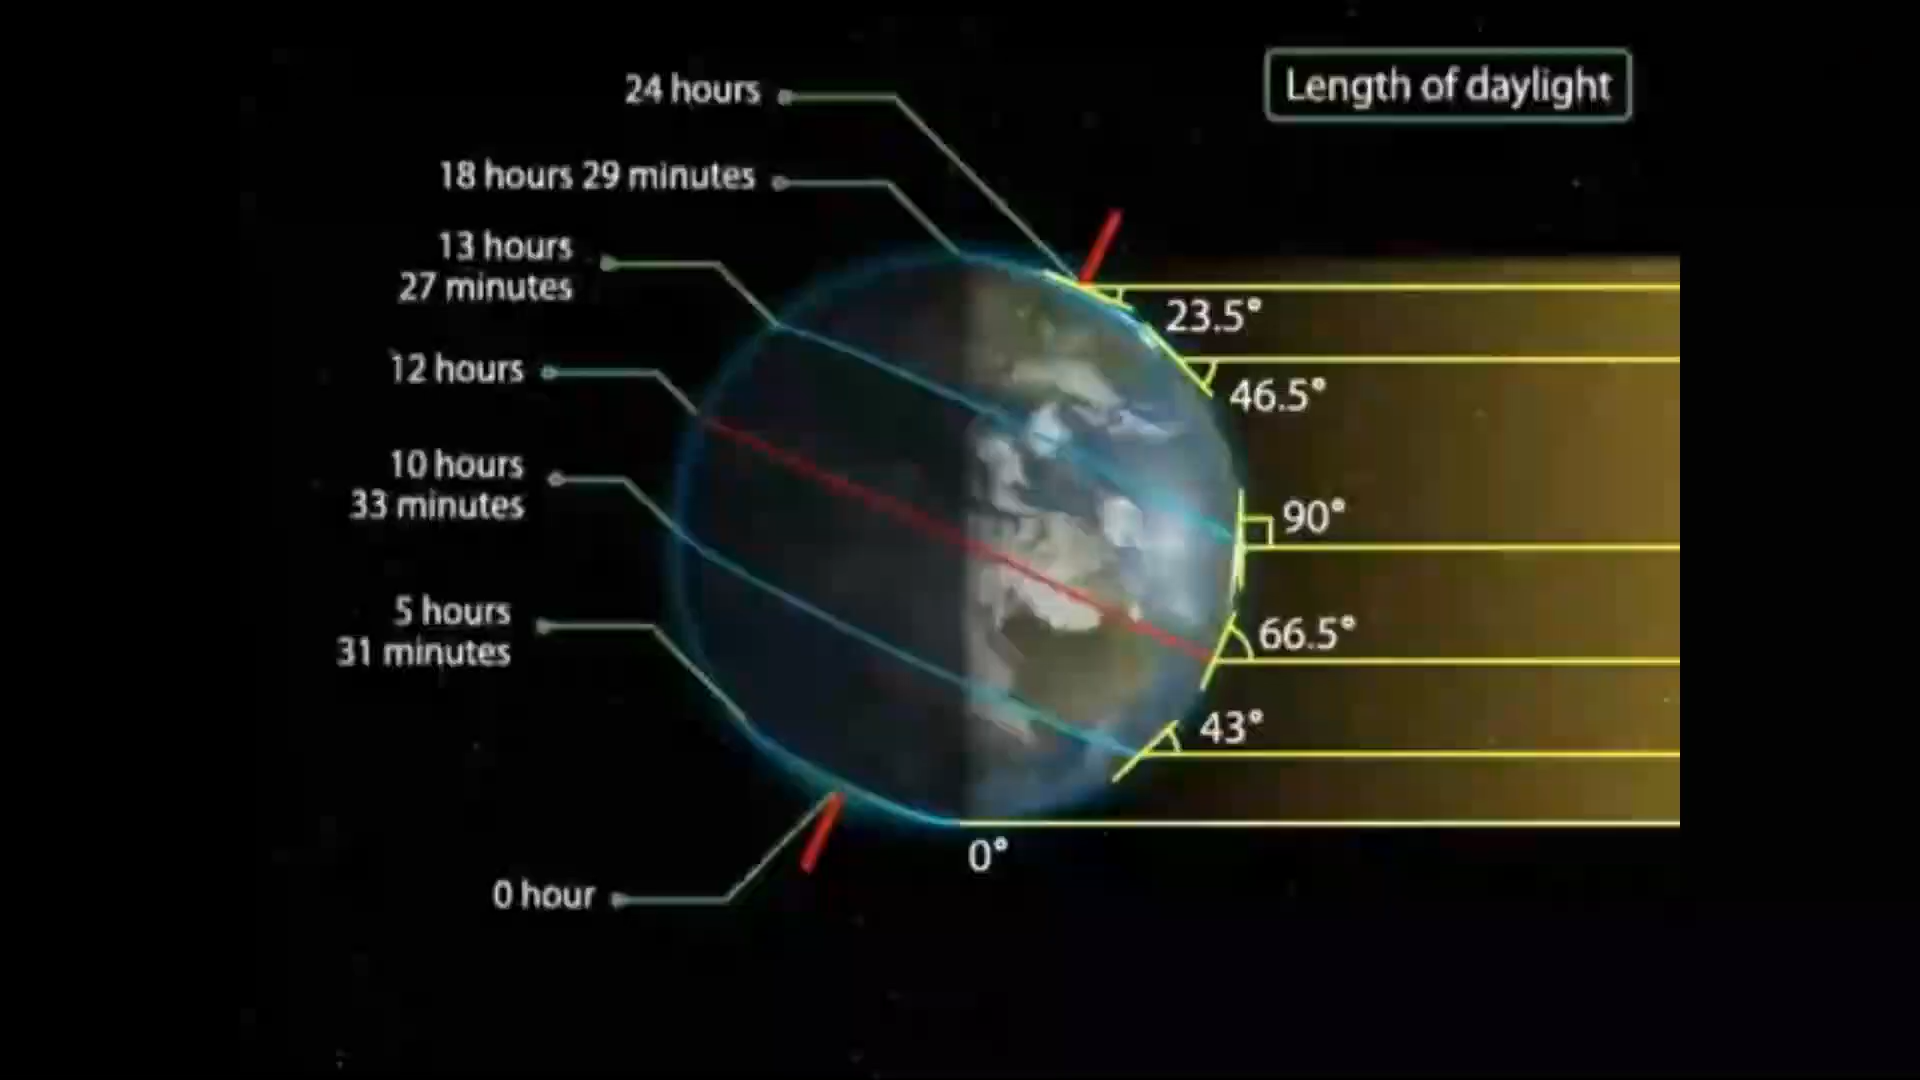 Length of daylight
24 hours
18 hours 29 minutes
13 hours
27 minutes
12 hours
10 hours
33 minutes
5 hours
31 minutes
0 hour
23.5°
46.5°
90°
66.5°
43°
0°